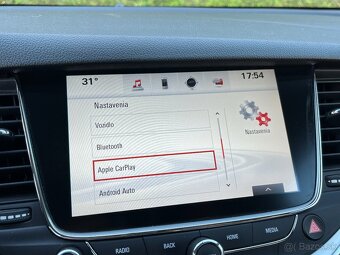 31°
17:54
Nastavenia
Vozidlo
Bluetooth
Apple CarPlay
Android Auto
Nastavenia
RADIO
BACK
HOME
MEDIA